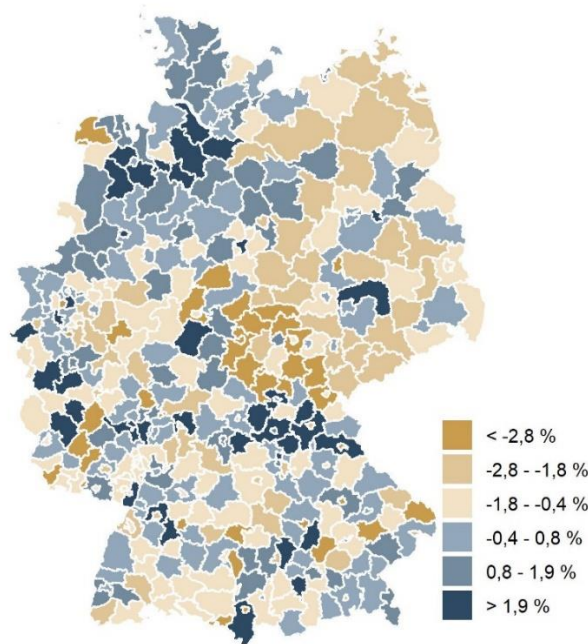 < -2,8 %
-2,8 - -1,8 %
-1,8 - -0,4 %
-0,4 - 0,8 %
0,8 - 1,9 %
> 1,9 %